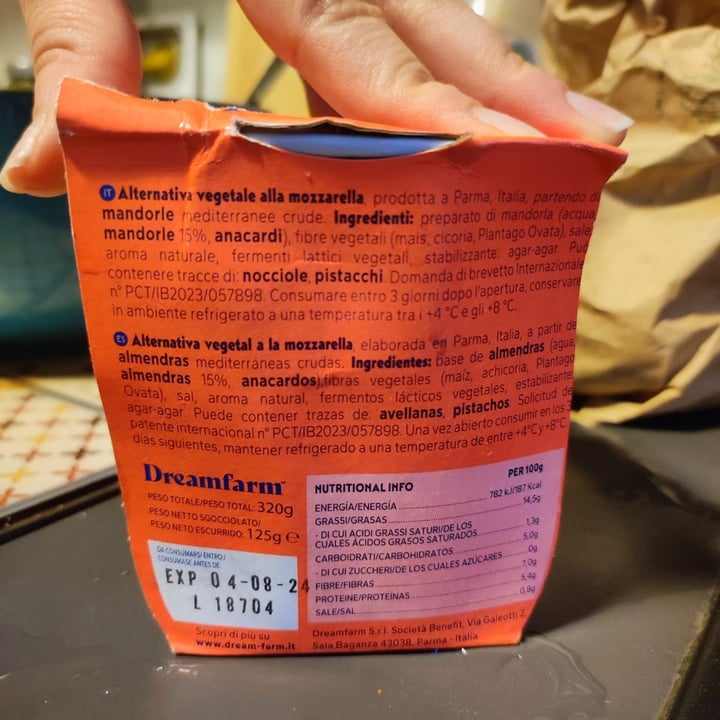 IT Alternativa vegetale alla mozzarella, prodotta a Parma, Italia, partendo da
mandorle mediterranee crude. Ingredienti: preparato di mandorla (acqua,
mandorle 15%, anacardi), fibre vegetali (mais, cicoria, Plantago Ovata), sale,
aroma naturale, fermenti lattici vegetali, stabilizzante: agar-agar. Può
contenere tracce di: nocciole, pistacchi. Domanda di brevetto Internazionale
n° PCT/IB2023/057898. Consumare entro 3 giorni dopo l'apertura, conservare
in ambiente refrigerato a una temperatura tra i +4 °C e gli +8 °C.
ES Alternativa vegetal a la mozzarella, elaborada en Parma, Italia, a partir de
almendras mediterráneas crudas. Ingredientes: base de almendras (agua,
almendras 15%, anacardos),fibras vegetales (maíz, achicoria, Plantago
Ovata), sal, aroma natural, fermentos lácticos vegetales, estabilizante:
agar-agar. Puede contener trazas de: avellanas, pistachos. Solicitud de
patente internacional n° PCT/IB2023/057898. Una vez abierto consumir en los 3
días siguientes, mantener refrigerado a una temperatura de entre +4°C y +8°C
Dreamfarm
PESO TOTALE/PESO TOTAL: 320g
PESO NETTO SGOCCIOLATO/
PESO NETO ESCURRIDO: 125g e
DA CONSUMARSI ENTRO/
CONSÚMASE ANTES DE:
EXP 04-08-24
L 18704
Scopri di più su
www.dream-farm.it
NUTRITIONAL INFO PER 100g
ENERGIA/ENERGÍA 782 kJ/187 Kcal
GRASSI/GRASAS 14,5g
- DI CUI ACIDI GRASSI SATURI/DE LOS
CUALES ÁCIDOS GRASOS SATURADOS 1,3g
CARBOIDRATI/CARBOHIDRATOS 5,0g
- DI CUI ZUCCHERI/DE LOS CUALES AZÚCARES 0g
FIBRE/FIBRAS 7,0g
PROTEINE/PROTEÍNAS 5,4g
SALE/SAL 0,8g
Dreamfarm S.r.l. Società Benefit, Via Galeotti 2,
Sala Baganza 43038, Parma - Italia